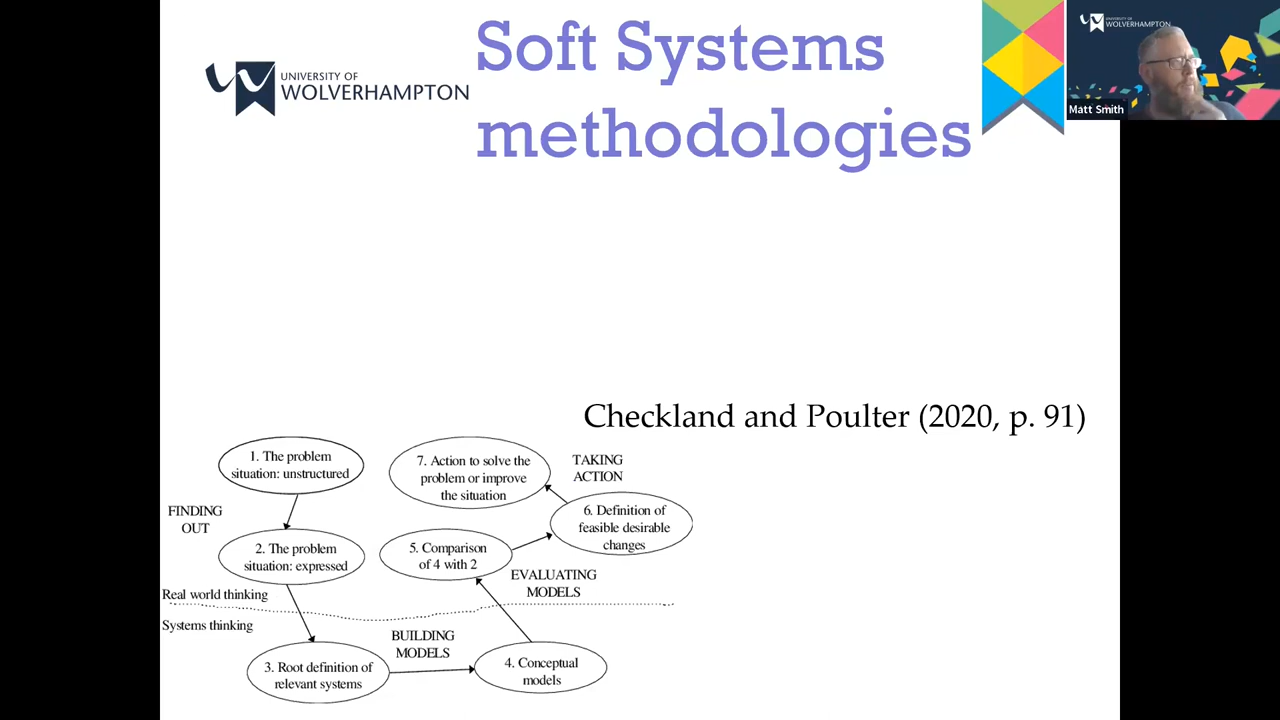 Soft Systems
methodologies
UNIVERSITY OF
WOLVERHAMPTON
UNIVERSITY OF
WOLVERHAMPTON
Matt Smith
Checkland and Poulter (2020, p. 91)
1. The problem
situation: unstructured
FINDING
OUT
2. The problem
situation: expressed
Real world thinking
Systems thinking
3. Root definition of
relevant systems
BUILDING
MODELS
4. Conceptual
models
5. Comparison
of 4 with 2
EVALUATING
MODELS
6. Definition of
feasible desirable
changes
7. Action to solve the
problem or improve
the situation
TAKING
ACTION